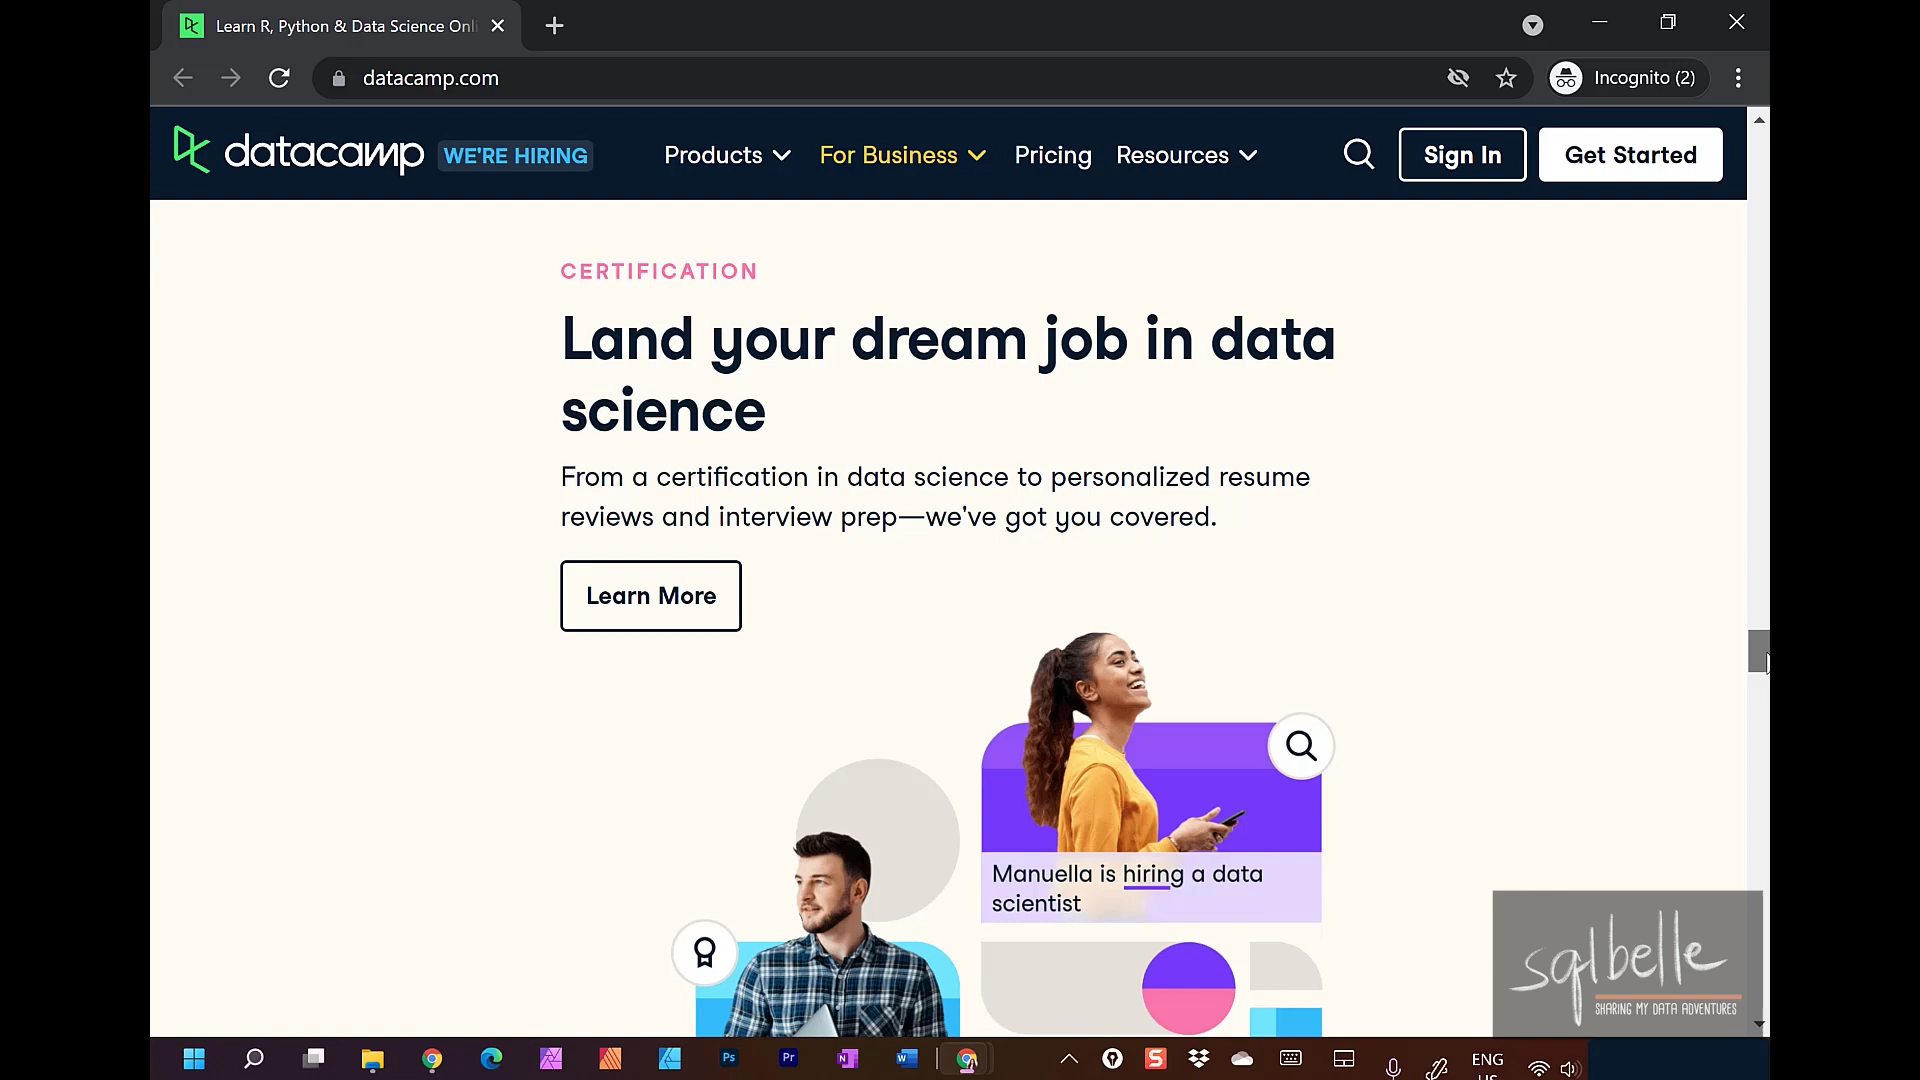 Learn R, Python & Data Science Onli
datacamp.com
Incognito (2)
datacamp
WE'RE HIRING
Products
For Business
Pricing
Resources
Sign In
Get Started
CERTIFICATION
Land your dream job in data
science
From a certification in data science to personalized resume
reviews and interview prep—we've got you covered.
Learn More
Manuella is hiring a data
scientist
sqlbelle
SHARING MY DATA ADVENTURES
Ps
Pr
N
W
S
ENG